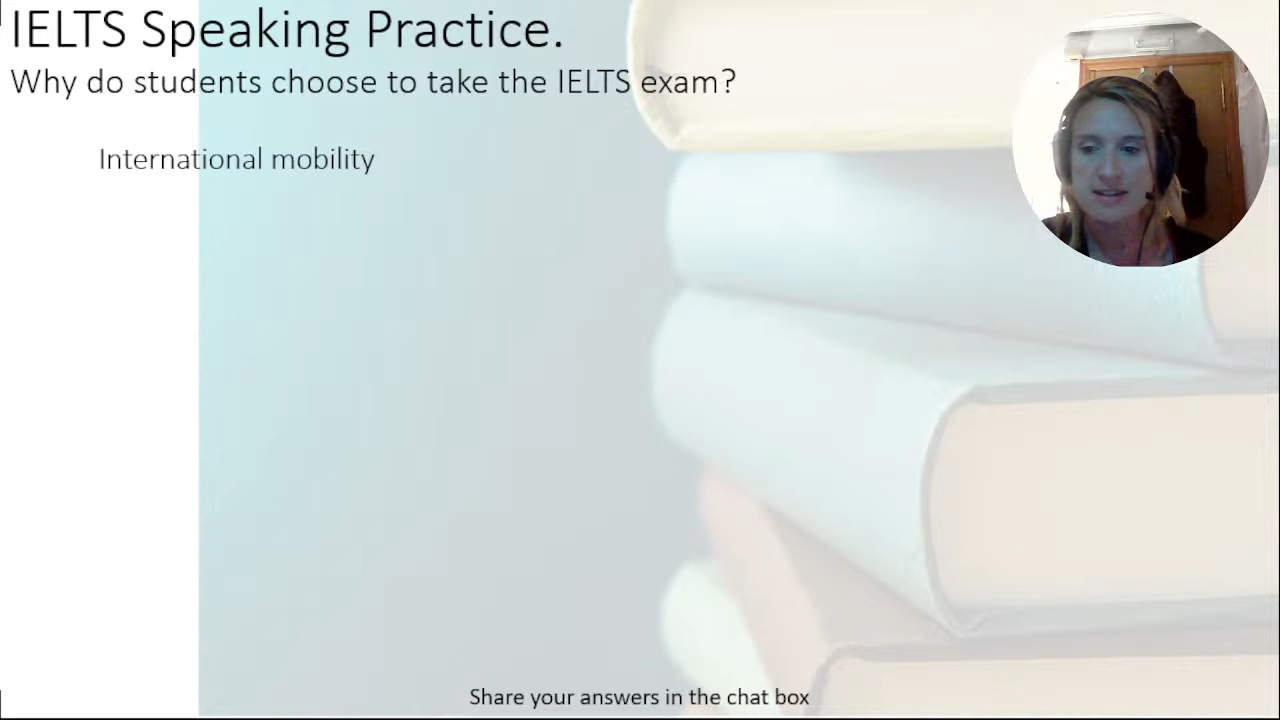 IELTS Speaking Practice.
Why do students choose to take the IELTS exam?
International mobility
Share your answers in the chat box